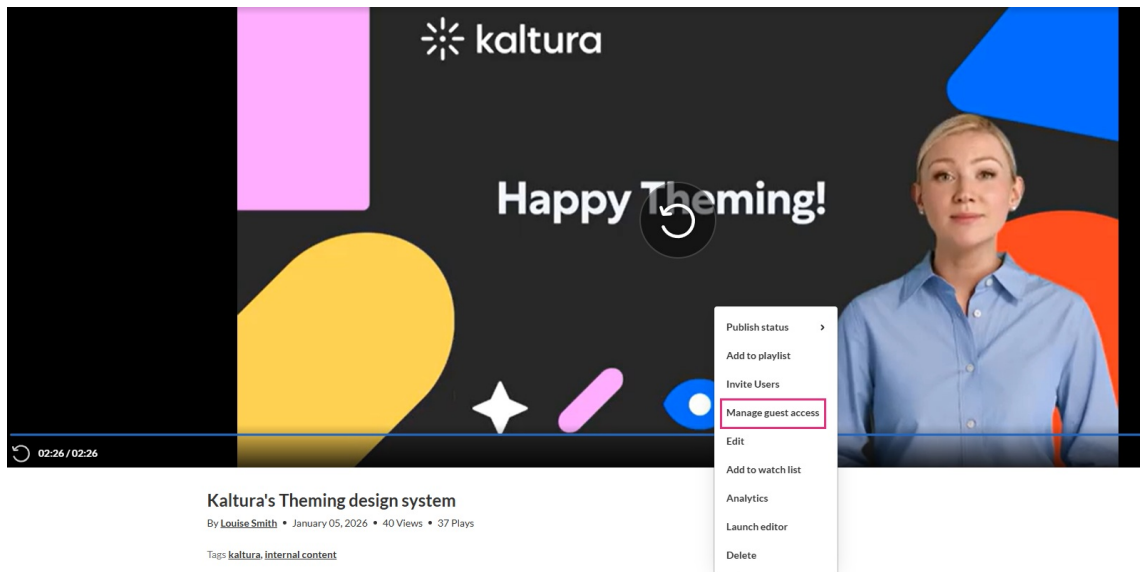 kaltura
Happy Theming!
Publish status
Add to playlist
Invite Users
Manage guest access
Edit
Add to watch list
Analytics
Launch editor
Delete
02:26 / 02:26
Kaltura's Theming design system
By Louise Smith • January 05, 2026 • 40 Views • 37 Plays
Tags kaltura, internal content